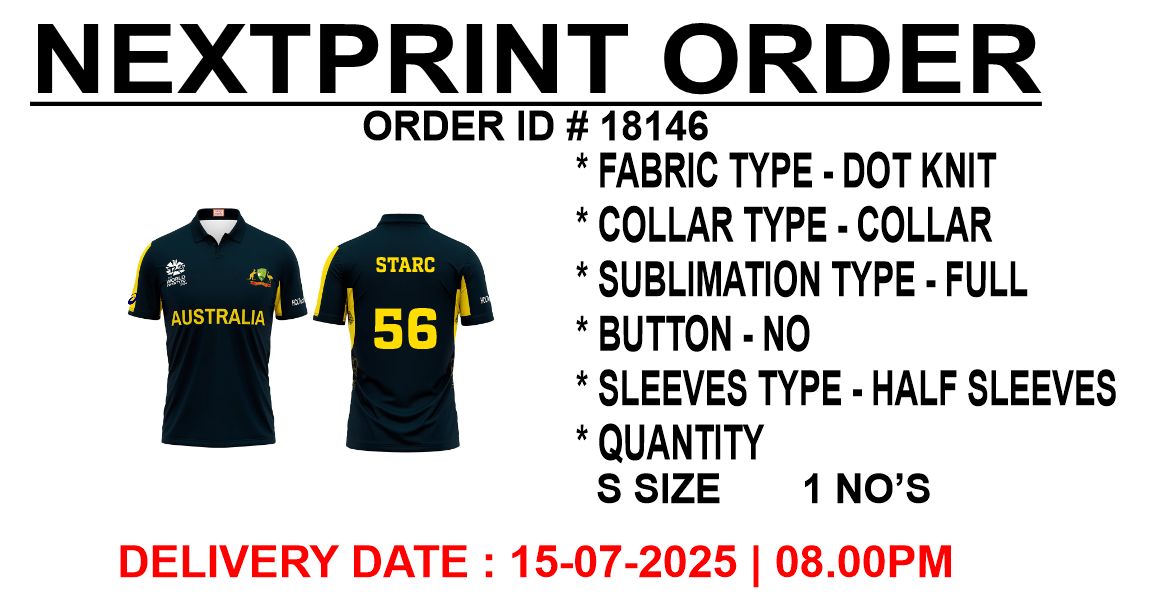 NEXTPRINT ORDER
ORDER ID # 18146
* FABRIC TYPE - DOT KNIT
* COLLAR TYPE - COLLAR
* SUBLIMATION TYPE - FULL
* BUTTON - NO
* SLEEVES TYPE - HALF SLEEVES
* QUANTITY
S SIZE 1 NO’S
AUSTRALIA
STARC
56
DELIVERY DATE : 15-07-2025 | 08.00PM